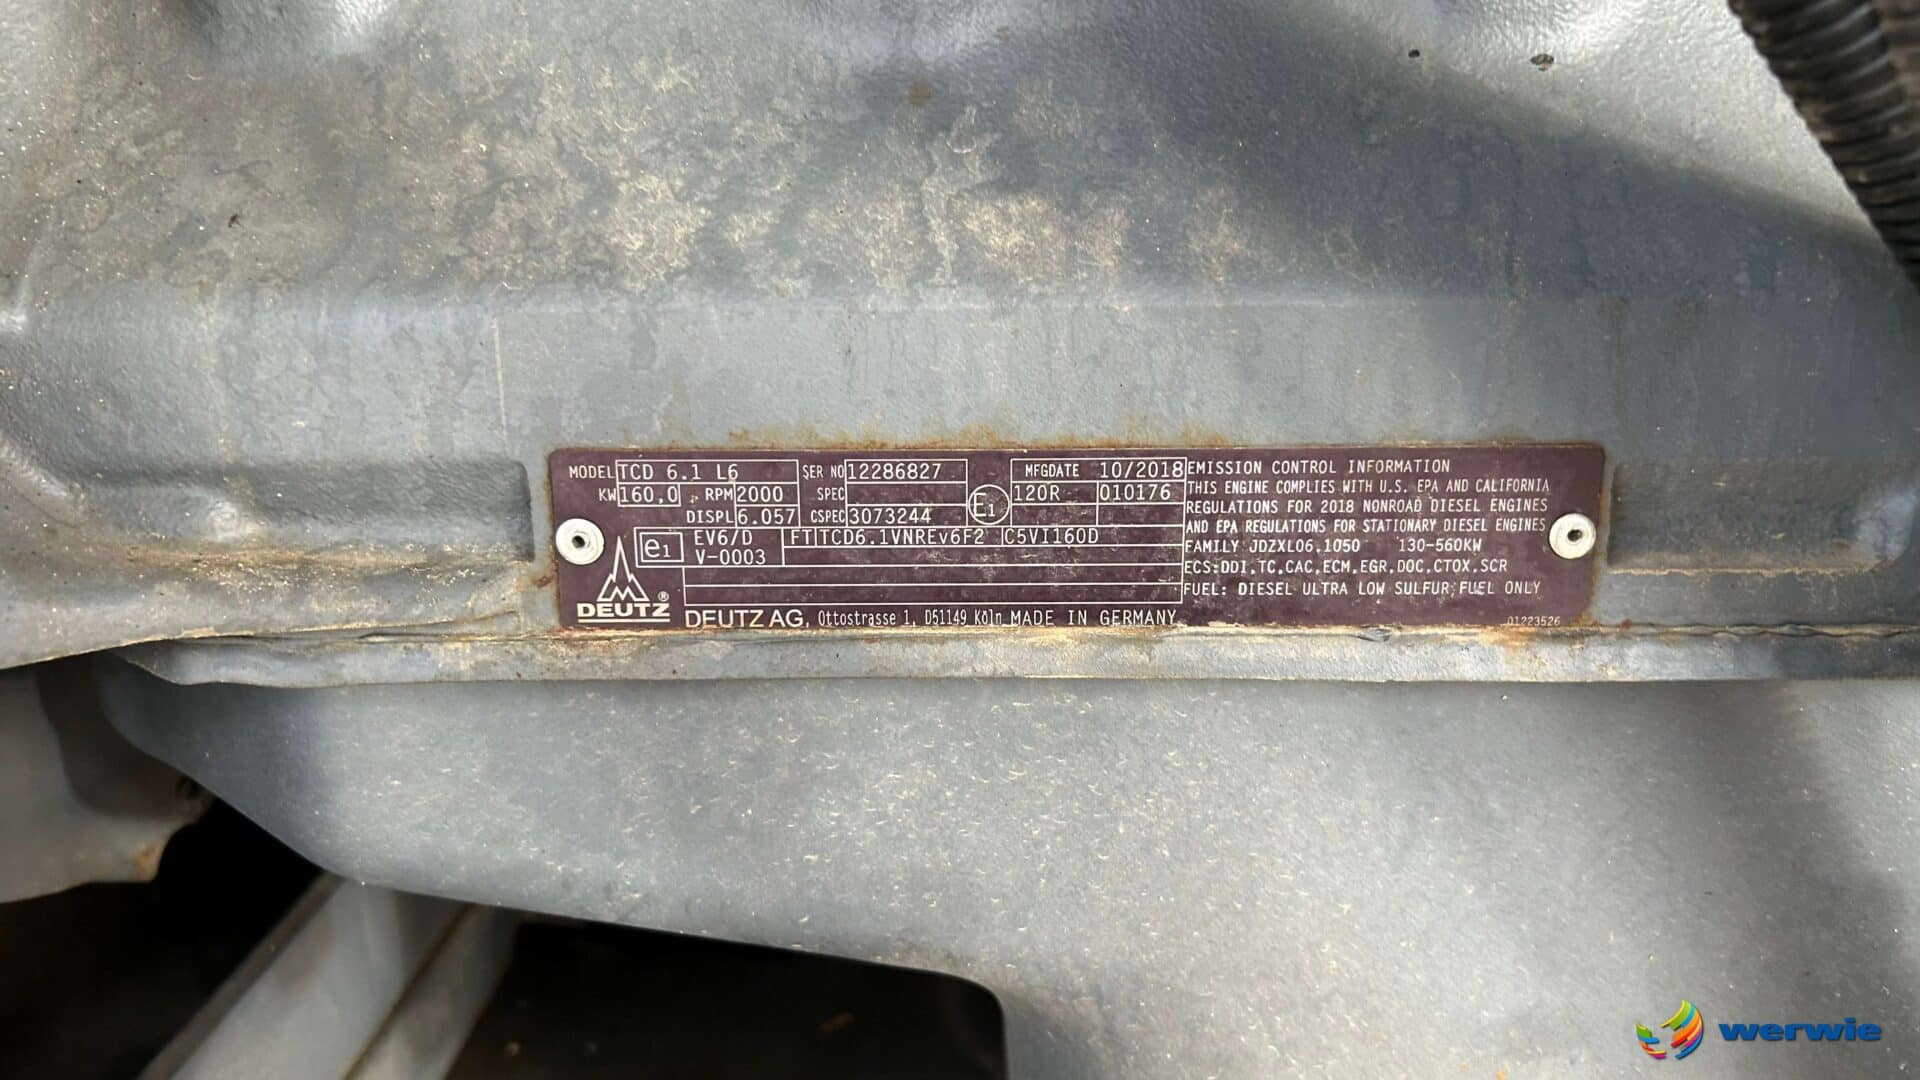 MODEL TCD 6.1 L6 SER NO 12286827 MFGDATE 10/2018
KW 160,0 RPM 2000 SPEC E1 120R 010176
DISPL 6.057 CSPEC 3073244
e1 EV6/D FT TCD6.1VNREv6F2 C5VI160D
V-0003
DEUTZ®
DEUTZ AG, Ottostrasse 1, D51149 Köln MADE IN GERMANY
EMISSION CONTROL INFORMATION
THIS ENGINE COMPLIES WITH U.S. EPA AND CALIFORNIA
REGULATIONS FOR 2018 NONROAD DIESEL ENGINES
AND EPA REGULATIONS FOR STATIONARY DIESEL ENGINES
FAMILY JDZXL06.1050 130-560KW
ECS:DDI,TC,CAC,ECM,EGR,DOC,CTOX,SCR
FUEL: DIESEL ULTRA LOW SULFUR FUEL ONLY
01223526
werwie